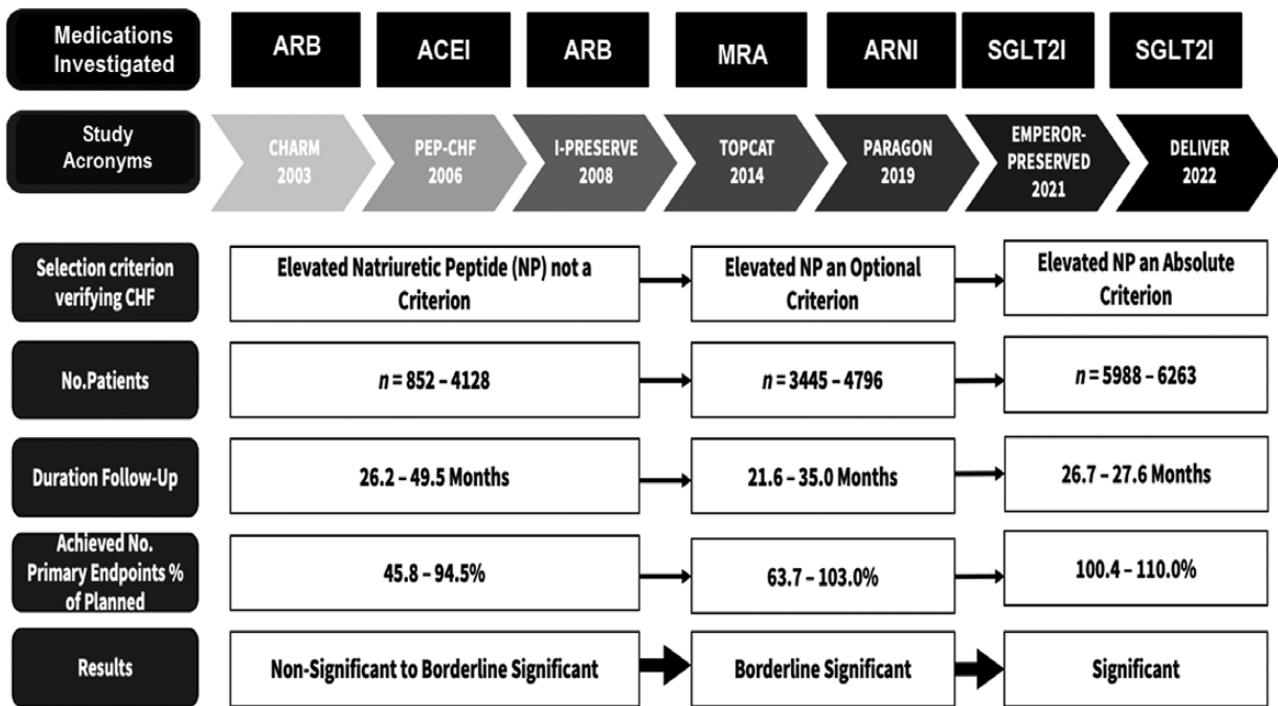 Medications
Investigated
ARB
ACEI
ARB
MRA
ARNI
SGLT2I
SGLT2I
Study
Acronyms
CHARM
2003
PEP-CHF
2006
I-PRESERVE
2008
TOPCAT
2014
PARAGON
2019
EMPEROR-
PRESERVED
2021
DELIVER
2022
Selection criterion
verifying CHF
Elevated Natriuretic Peptide (NP) not a
Criterion
Elevated NP an Optional
Criterion
Elevated NP an Absolute
Criterion
No.Patients
n = 852 – 4128
n = 3445 – 4796
n = 5988 – 6263
Duration Follow-Up
26.2 – 49.5 Months
21.6 – 35.0 Months
26.7 – 27.6 Months
Achieved No.
Primary Endpoints %
of Planned
45.8 – 94.5%
63.7 – 103.0%
100.4 – 110.0%
Results
Non-Significant to Borderline Significant
Borderline Significant
Significant